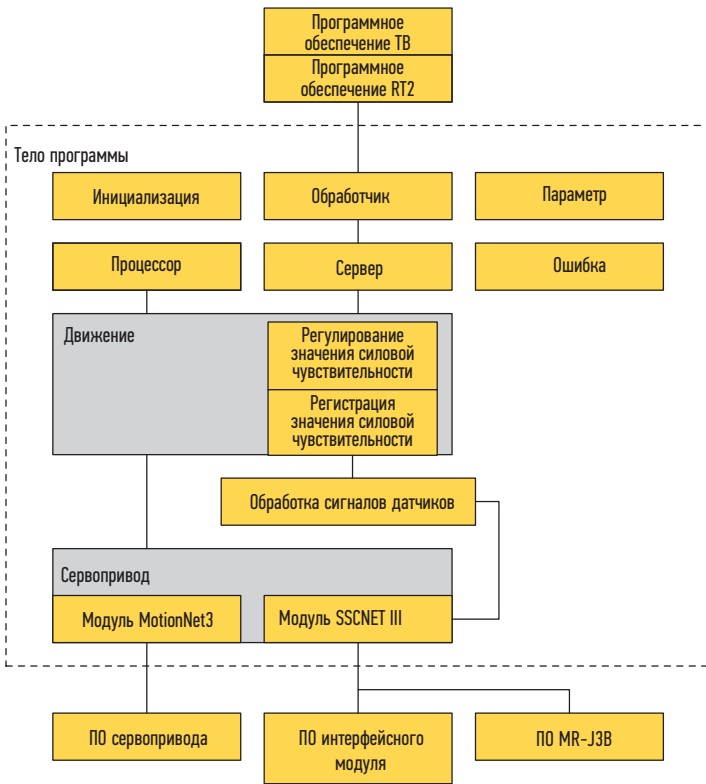 Программное
обеспечение ТВ
Программное
обеспечение RT2
Тело программы
Инициализация
Обработчик
Параметр
Процессор
Сервер
Ошибка
Движение
Регулирование
значения силовой
чувствительности
Регистрация
значения силовой
чувствительности
Обработка сигналов датчиков
Сервопривод
Модуль MotionNet3
Модуль SSCNET III
ПО сервопривода
ПО интерфейсного
модуля
ПО MR-J3B